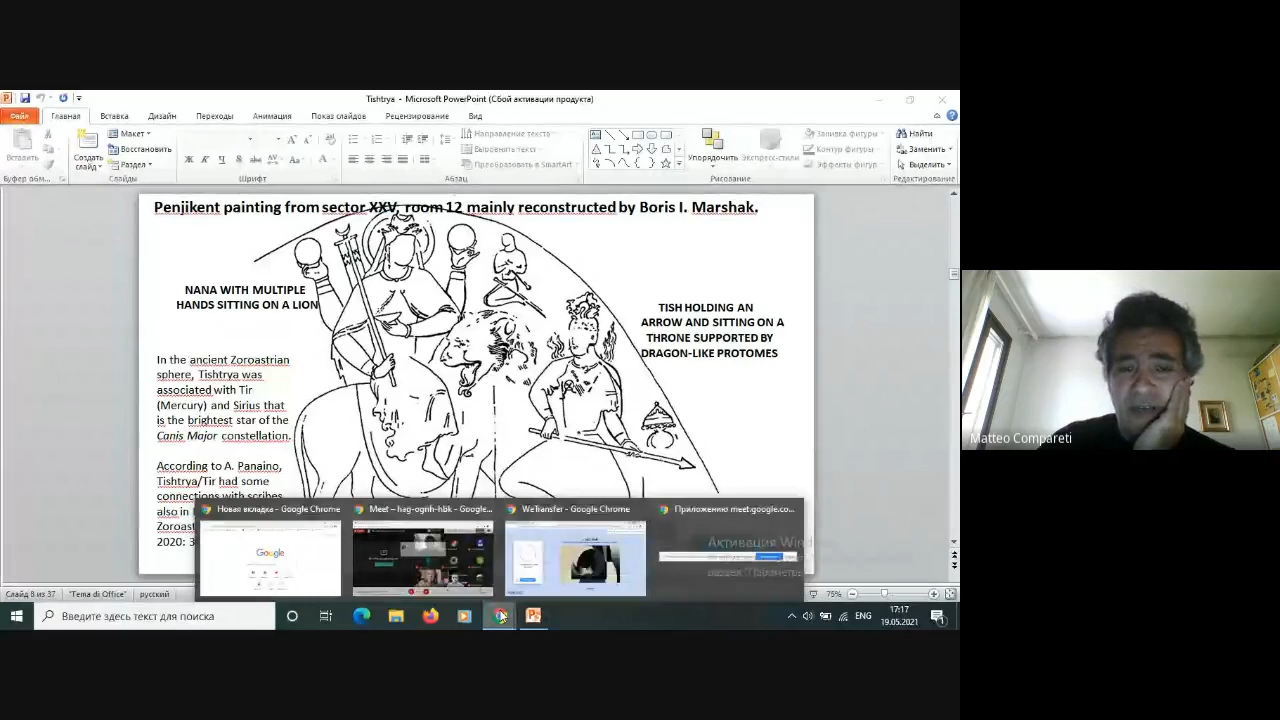 Tishtrya - Microsoft PowerPoint (Сбой активации продукта)
Файл Главная Вставка Дизайн Переходы Анимация Показ слайдов Рецензирование Вид
Вставить
Буфер обм...
Создать слайд
Макет
Восстановить
Раздел
Слайды
Шрифт
Направление текста
Выровнять текст
Преобразовать в SmartArt
Абзац
Упорядочить
Экспресс-стили
Заливка фигуры
Контур фигуры
Эффекты фигур
Рисование
Найти
Заменить
Выделить
Редактирование
Penjikent painting from sector XXV, room 12 mainly reconstructed by Boris I. Marshak.
NANA WITH MULTIPLE
HANDS SITTING ON A LION
TISH HOLDING AN
ARROW AND SITTING ON A
THRONE SUPPORTED BY
DRAGON-LIKE PROTOMES
In the ancient Zoroastrian
sphere, Tishtrya was
associated with Tir
(Mercury) and Sirius that
is the brightest star of the
Canis Major constellation.
According to A. Panaino,
Tishtrya/Tir had some
connections with scribes
also in
Zoroast
2020: 3
Новая вкладка - Google Chrome
Meet – hag-ognh-hbk - Google...
WeTransfer - Google Chrome
Приложению meet.google.co...
Google
Активация Wind
Слайд 8 из 37 "Tema di Office" русский
75%
Введите здесь текст для поиска
ENG
17:17
19.05.2021
Matteo Compareti